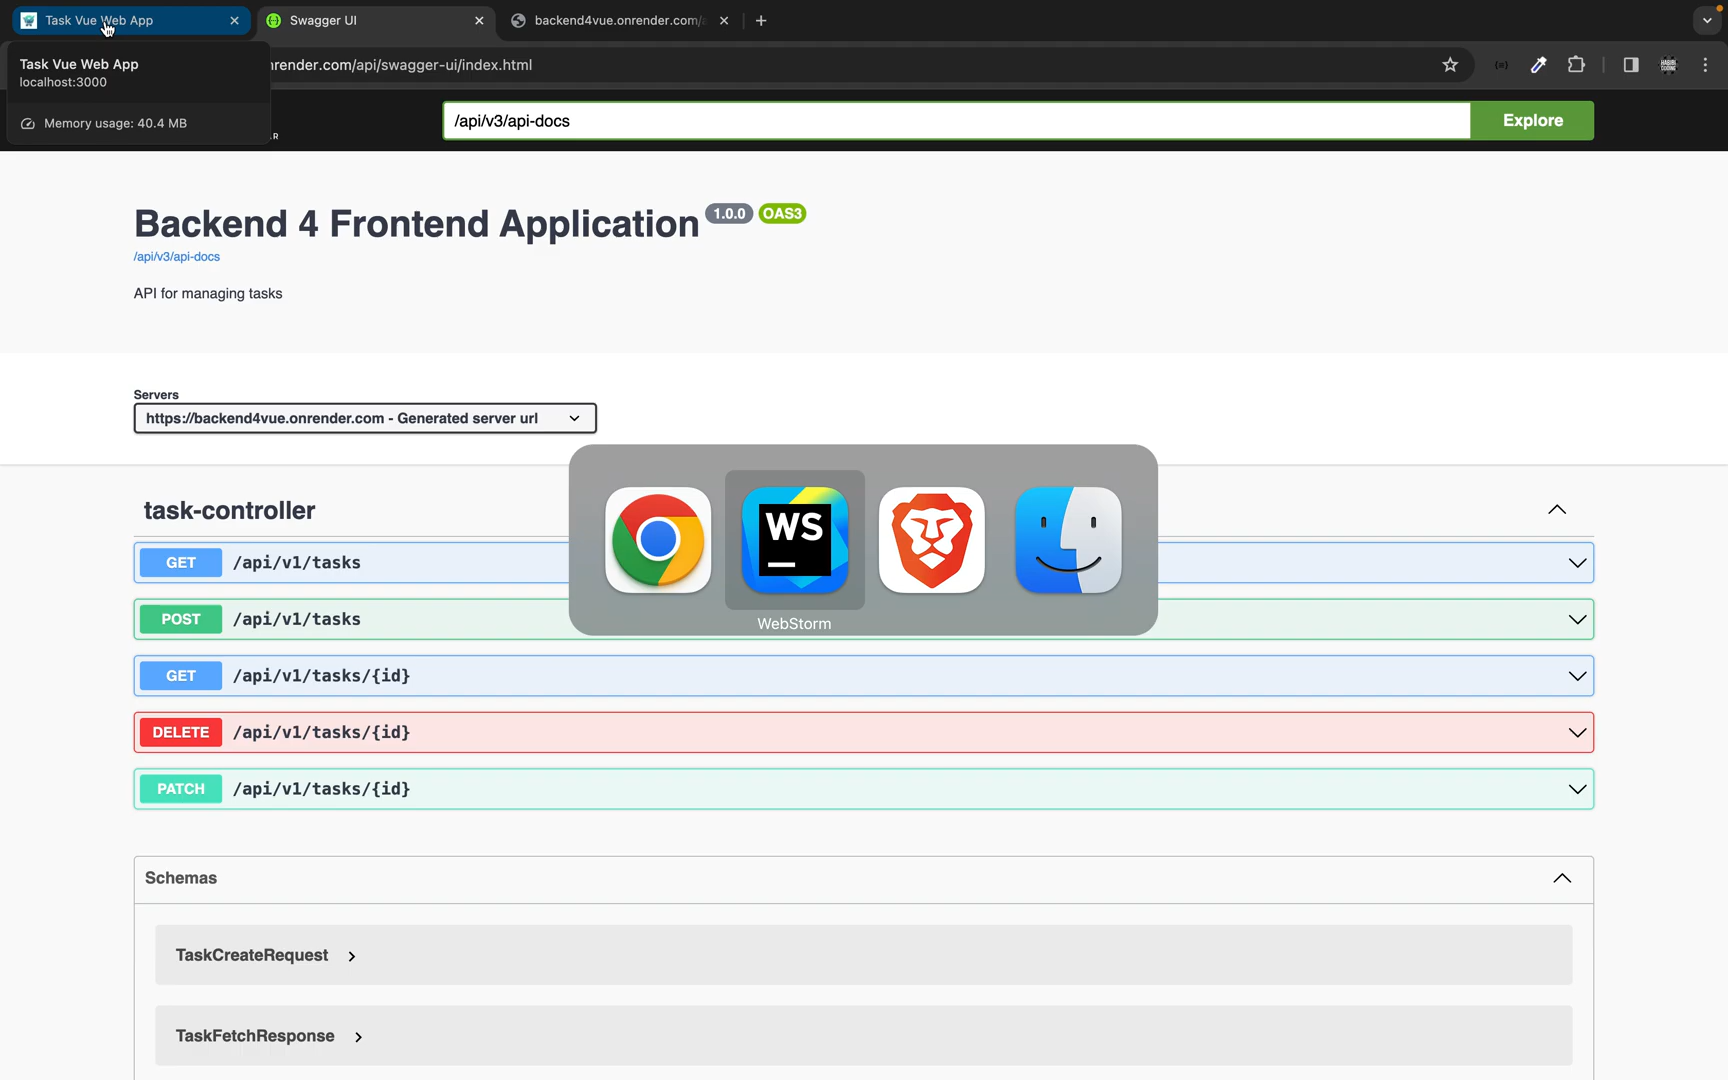 Task Vue Web App
Swagger UI
backend4vue.onrender.com/
Task Vue Web App
localhost:3000
Memory usage: 40.4 MB
nrender.com/api/swagger-ui/index.html
/api/v3/api-docs
Explore
Backend 4 Frontend Application 1.0.0 OAS3
/api/v3/api-docs
API for managing tasks
Servers
https://backend4vue.onrender.com - Generated server url
task-controller
GET /api/v1/tasks
WS
POST /api/v1/tasks
WebStorm
GET /api/v1/tasks/{id}
DELETE /api/v1/tasks/{id}
PATCH /api/v1/tasks/{id}
Schemas
TaskCreateRequest
TaskFetchResponse